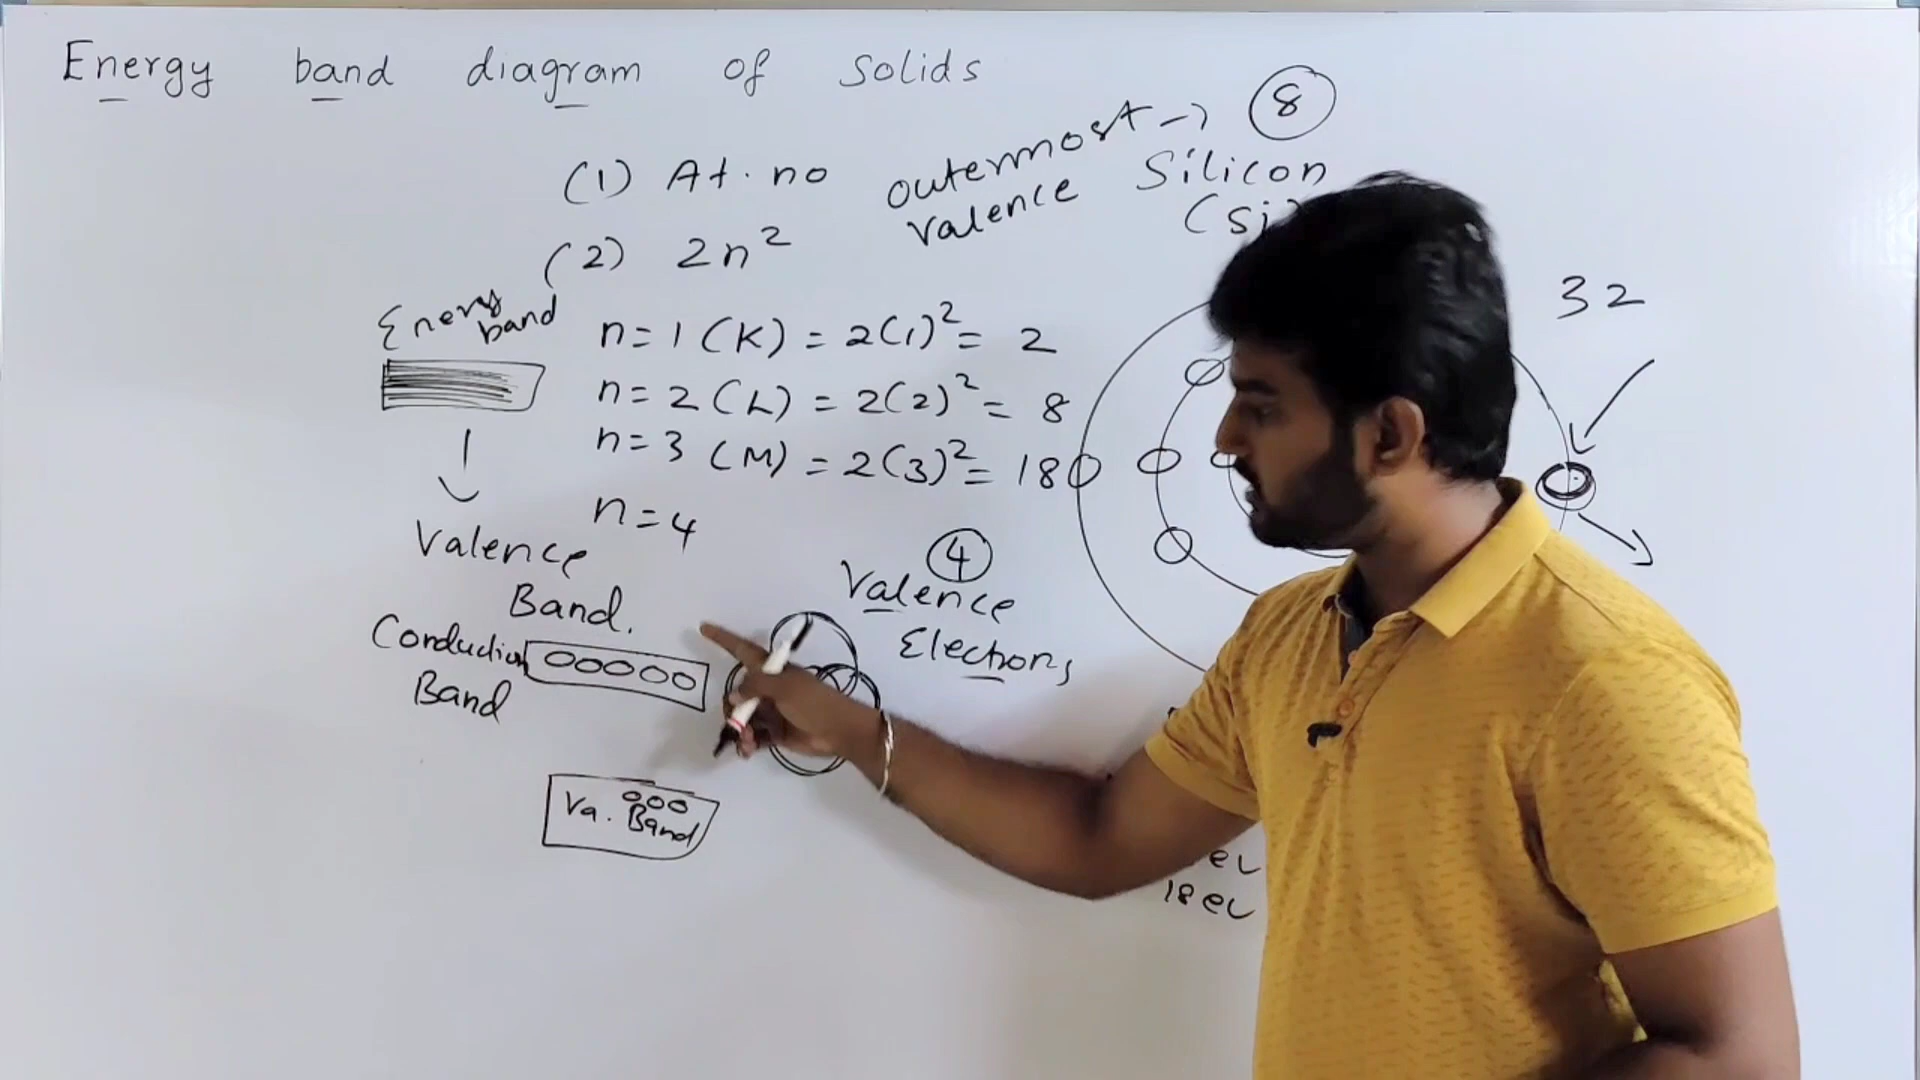 Energy band diagram of solids
(1) At. no
outermost → 8
valence
Silicon
(Si)
(2) 2n²
32
Energy band
n=1 (K) = 2(1)² = 2
n=2 (L) = 2(2)² = 8
n=3 (M) = 2(3)² = 18
n=4
Valence
Band.
4
Valence
Electrons
Conduction
Band
Va. Band
18 ev